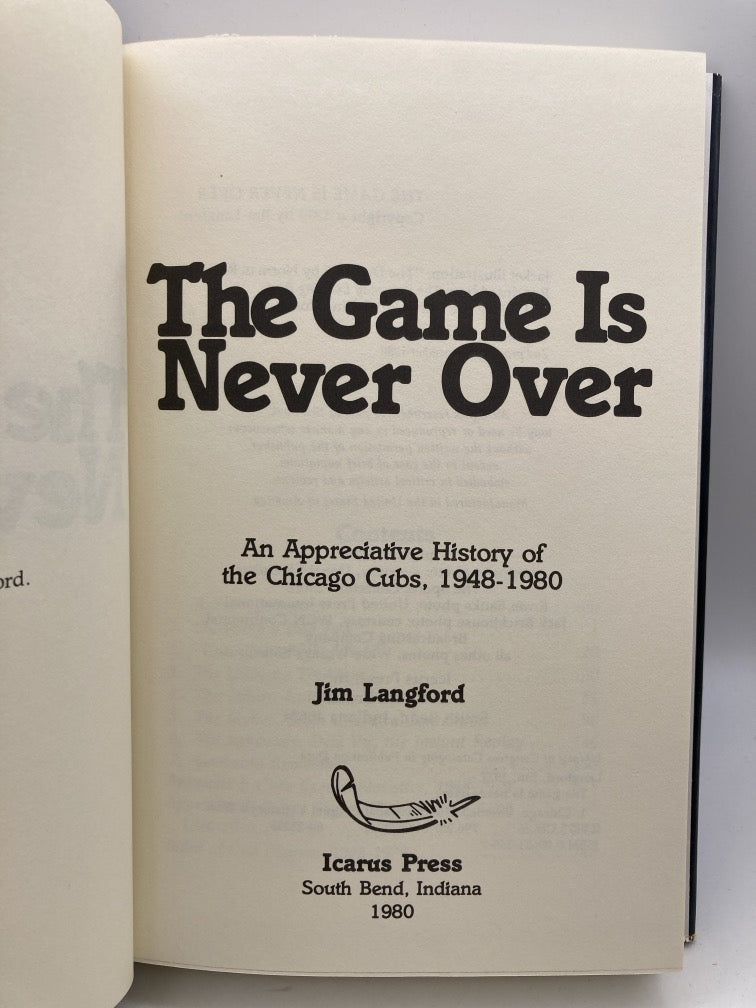 ord.
The Game Is
Never Over
An Appreciative History of
the Chicago Cubs, 1948-1980
Jim Langford
Icarus Press
South Bend, Indiana
1980